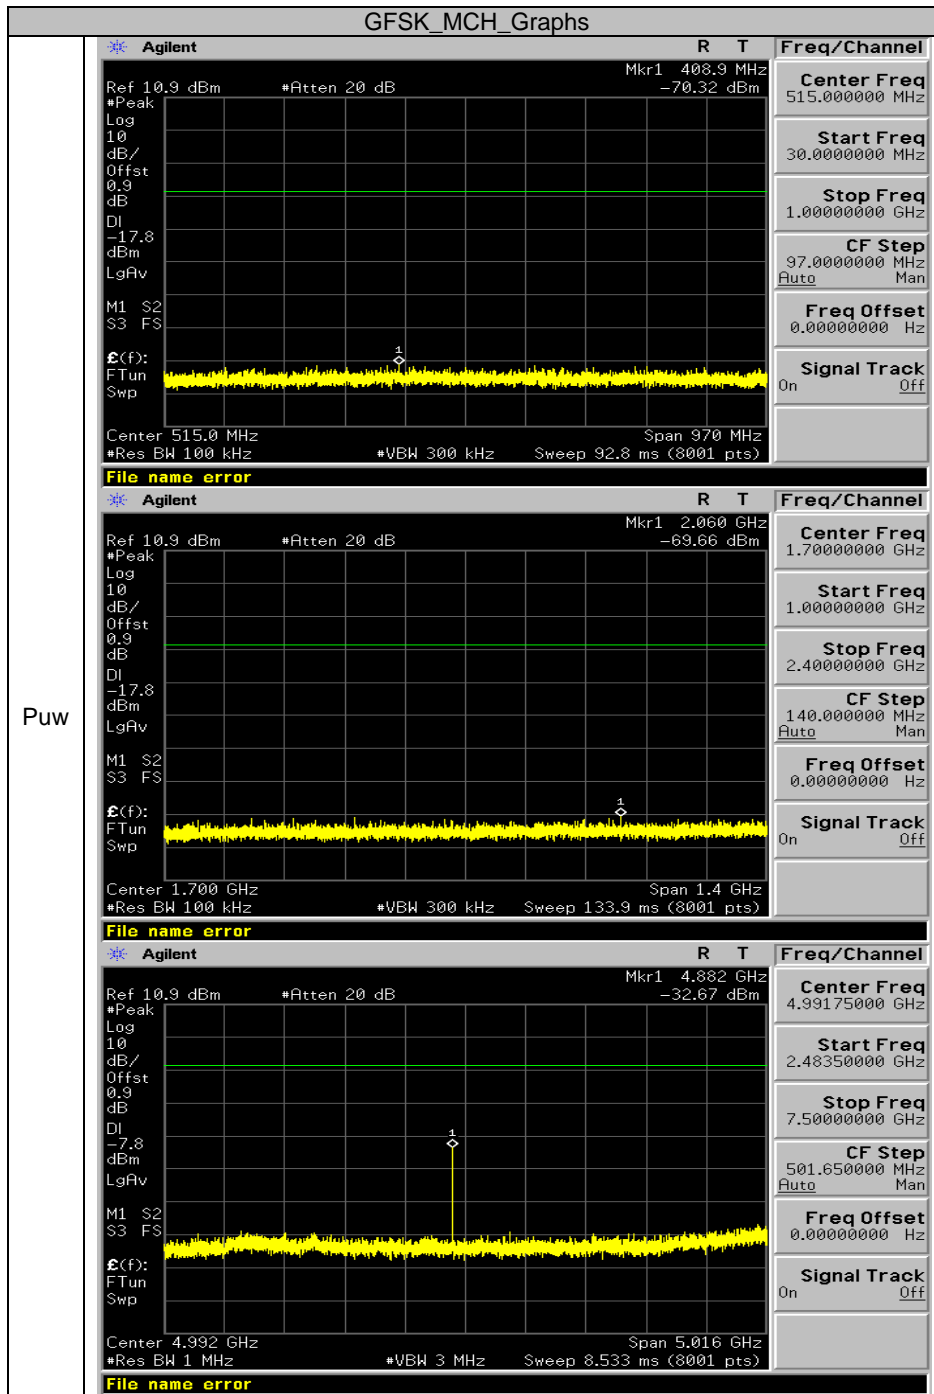 GFSK_MCH_Graphs
Puw
Agilent R T Freq/Channel
Mkr1 408.9 MHz
Ref 10.9 dBm #Atten 20 dB -70.32 dBm
#Peak
Log
10
dB/
Offst
0.9
dB
DI
-17.8
dBm
LgAv
M1 S2
S3 FS
£(f):
FTun
Swp
1
Center 515.0 MHz Span 970 MHz
#Res BW 100 kHz #VBW 300 kHz Sweep 92.8 ms (8001 pts)
Center Freq
515.000000 MHz
Start Freq
30.0000000 MHz
Stop Freq
1.00000000 GHz
CF Step
97.0000000 MHz
Auto Man
Freq Offset
0.00000000 Hz
Signal Track
On Off
File name error
Agilent R T Freq/Channel
Mkr1 2.060 GHz
Ref 10.9 dBm #Atten 20 dB -69.66 dBm
#Peak
Log
10
dB/
Offst
0.9
dB
DI
-17.8
dBm
LgAv
M1 S2
S3 FS
£(f):
FTun
Swp
1
Center 1.700 GHz Span 1.4 GHz
#Res BW 100 kHz #VBW 300 kHz Sweep 133.9 ms (8001 pts)
Center Freq
1.70000000 GHz
Start Freq
1.00000000 GHz
Stop Freq
2.40000000 GHz
CF Step
140.000000 MHz
Auto Man
Freq Offset
0.00000000 Hz
Signal Track
On Off
File name error
Agilent R T Freq/Channel
Mkr1 4.882 GHz
Ref 10.9 dBm #Atten 20 dB -32.67 dBm
#Peak
Log
10
dB/
Offst
0.9
dB
DI
-7.8
dBm
LgAv
M1 S2
S3 FS
£(f):
FTun
Swp
1
Center 4.992 GHz Span 5.016 GHz
#Res BW 1 MHz #VBW 3 MHz Sweep 8.533 ms (8001 pts)
Center Freq
4.99175000 GHz
Start Freq
2.48350000 GHz
Stop Freq
7.50000000 GHz
CF Step
501.650000 MHz
Auto Man
Freq Offset
0.00000000 Hz
Signal Track
On Off
File name error